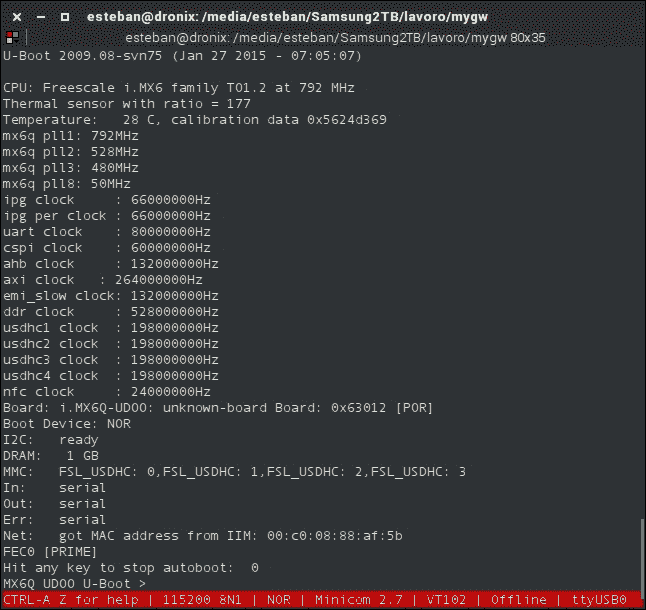 esteban@dronix: /media/esteban/Samsung2TB/lavoro/mygw
esteban@dronix: /media/esteban/Samsung2TB/lavoro/mygw 80x35
U-Boot 2009.08-svn75 (Jan 27 2015 - 07:05:07)
CPU: Freescale i.MX6 family TO1.2 at 792 MHz
Thermal sensor with ratio = 177
Temperature:   28 C, calibration data 0x5624d369
mx6q pll1: 792MHz
mx6q pll2: 528MHz
mx6q pll3: 480MHz
mx6q pll8: 50MHz
ipg clock     : 66000000Hz
ipg per clock : 66000000Hz
uart clock    : 80000000Hz
cspi clock    : 60000000Hz
ahb clock     : 132000000Hz
axi clock   : 264000000Hz
emi_slow clock: 132000000Hz
ddr clock     : 528000000Hz
usdhc1 clock  : 198000000Hz
usdhc2 clock  : 198000000Hz
usdhc3 clock  : 198000000Hz
usdhc4 clock  : 198000000Hz
nfc clock     : 24000000Hz
Board: i.MX6Q-UDOO: unknown-board Board: 0x63012 [POR]
Boot Device: NOR
I2C:   ready
DRAM:   1 GB
MMC:   FSL_USDHC: 0,FSL_USDHC: 1,FSL_USDHC: 2,FSL_USDHC: 3
In:    serial
Out:   serial
Err:   serial
Net:   got MAC address from IIM: 00:c0:08:88:af:5b
FEC0 [PRIME]
Hit any key to stop autoboot:  0
MX6Q UDOO U-Boot >
CTRL-A Z for help | 115200 8N1 | NOR | Minicom 2.7 | VT102 | Offline | ttyUSB0